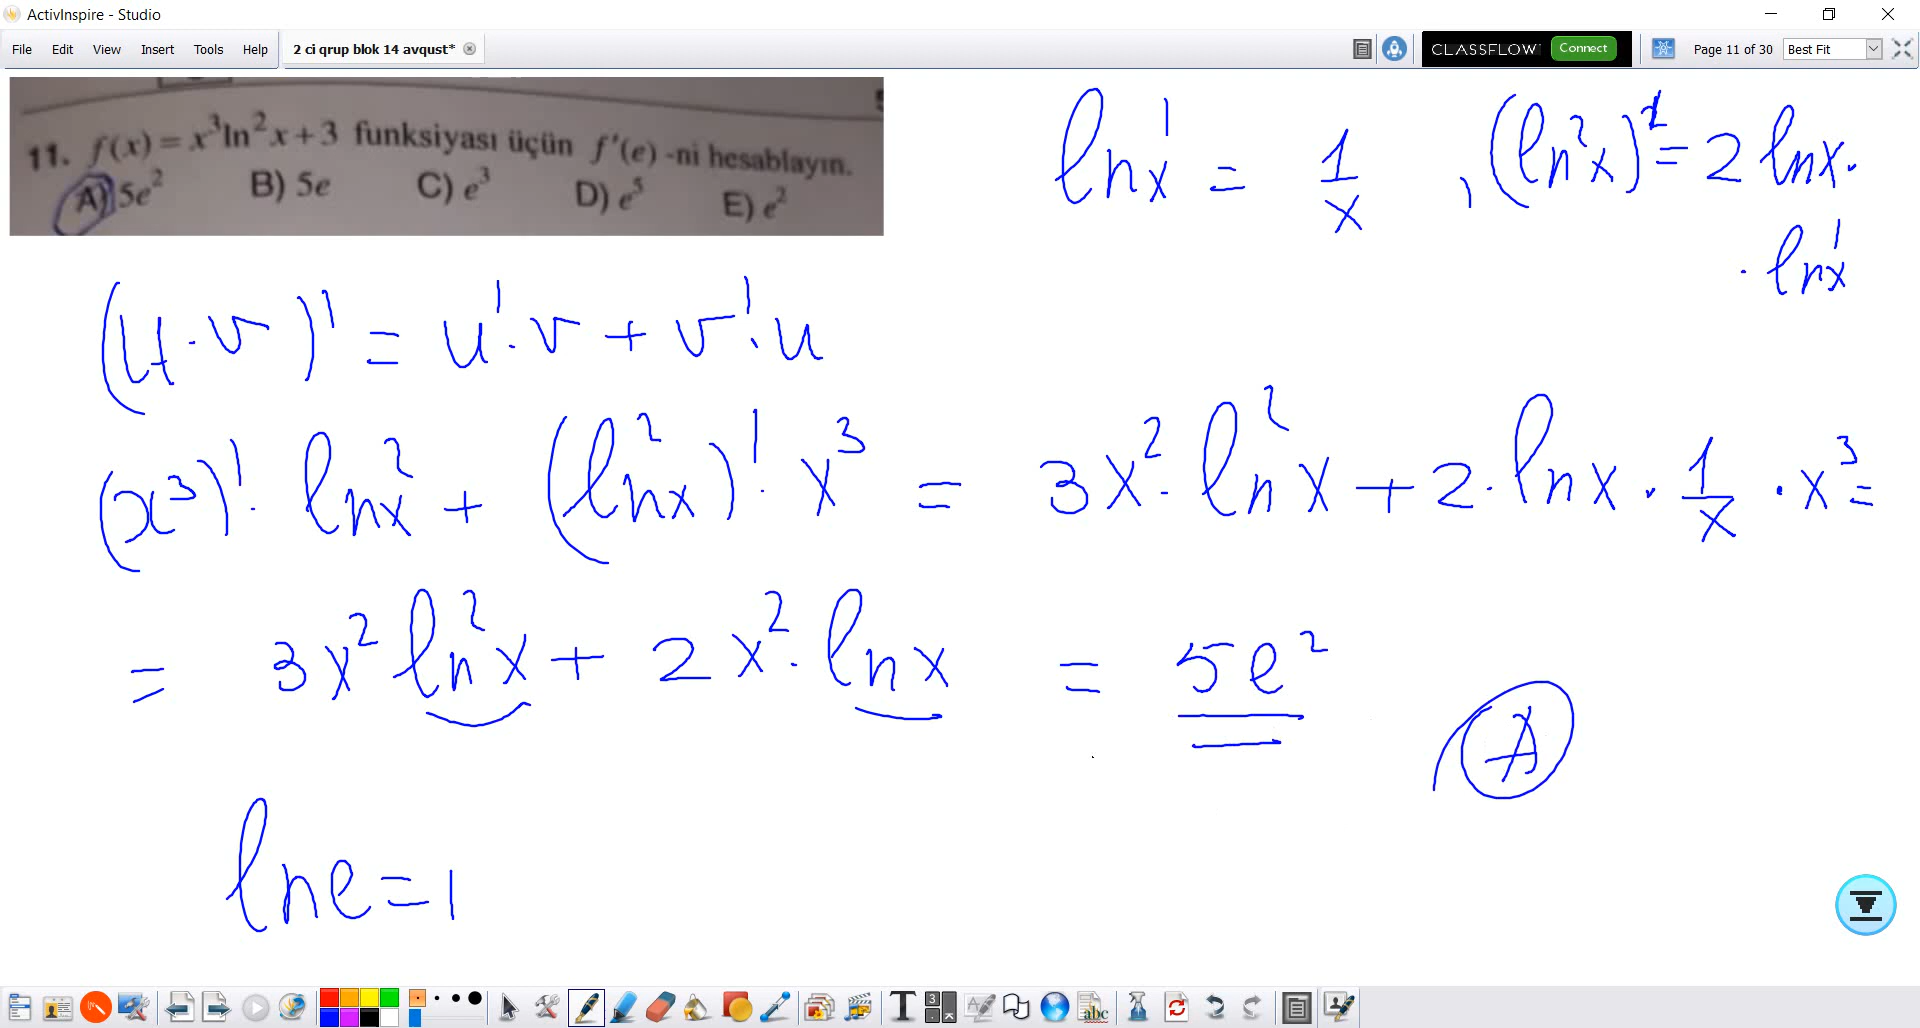 ActivInspire - Studio
File Edit View Insert Tools Help 2 ci qrup blok 14 avqust* CLASSFLOW Connect Page 11 of 30 Best Fit
11. f(x) = x³ln²x+3 funksiyası üçün f'(e) -ni hesablayın.
A) 5e² B) 5e C) e³ D) e⁵ E) e²
lnx' = 1/x , (ln²x)' = 2 lnx·
· lnx'
(u·v)' = u'·v + v'·u
(x³)'· lnx² + (ln²x)'· x³ = 3x²· ln²x + 2· lnx · 1/x · x³ =
= 3x² ln²x + 2x²· lnx = 5e²
A
lne=1